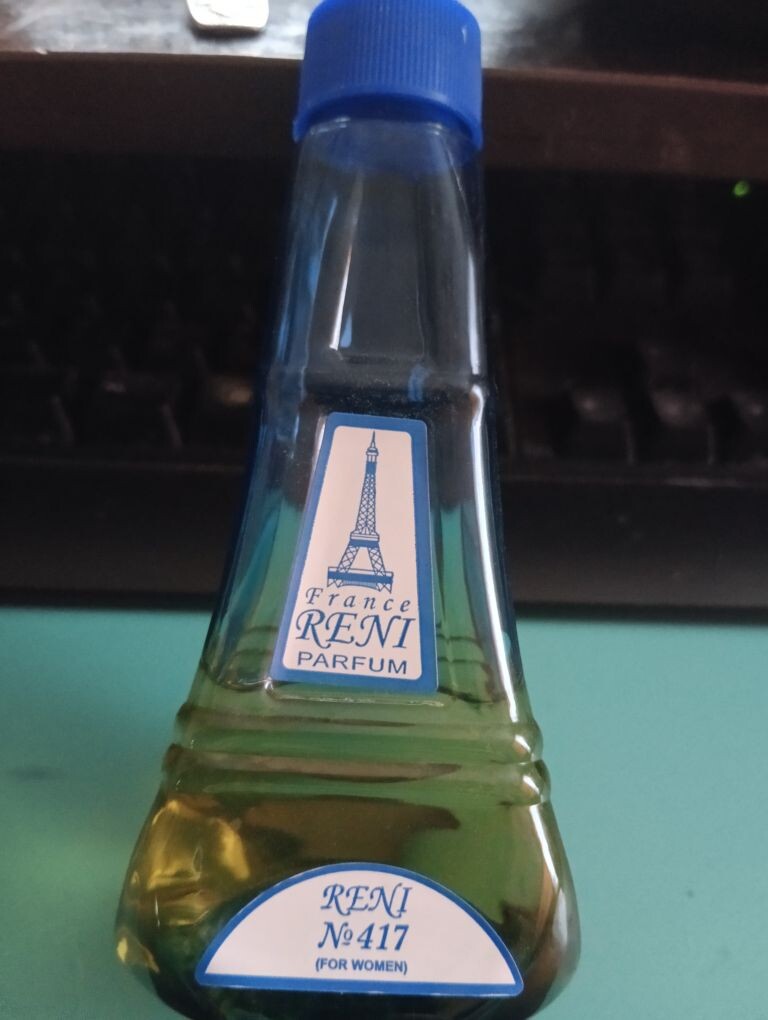 France
RENI
PARFUM
RENI
№417
(FOR WOMEN)